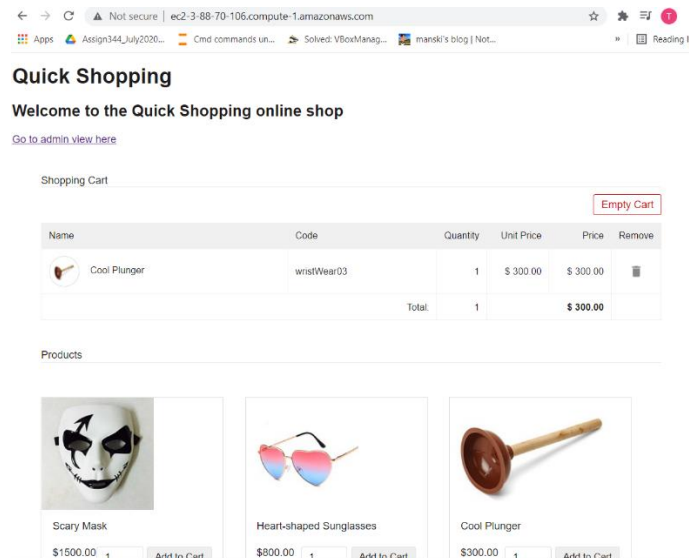 Not secure | ec2-3-88-70-106.compute-1.amazonaws.com
T
Apps Assign344_July2020... Cmd commands un... Solved: VBoxManag... manski's blog | Not... » Reading l
Quick Shopping
Welcome to the Quick Shopping online shop
Go to admin view here
Shopping Cart
Empty Cart
Name Code Quantity Unit Price Price Remove
Cool Plunger wristWear03 1 $ 300.00 $ 300.00
Total: 1 $ 300.00
Products
Scary Mask Heart-shaped Sunglasses Cool Plunger
$1500.00 1 Add to Cart $800.00 1 Add to Cart $300.00 1 Add to Cart